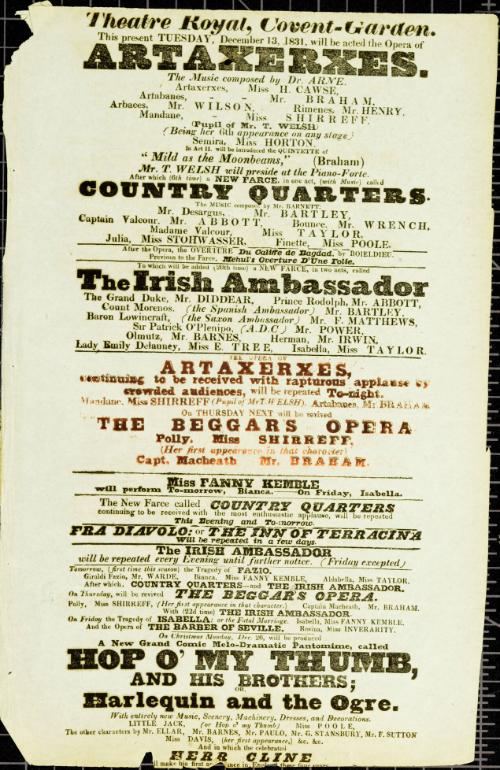 Theatre Royal, Covent-Garden.
This present TUESDAY, December 13, 1831, will be acted the Opera of
ARTAXERXES.
The Music composed by Dr. ARNE.
Artaxerxes, Miss H. CAWSE,
Artabanes, - - Mr. BRAHAM,
Arbaces, Mr. WILSON, Rimenes, Mr. HENRY,
Mandane, - Miss SHIRREFF,
(Pupil of Mr. T. WELSH)
(Being her 6th appearance on any stage)
Semira, Miss HORTON.
In Act II. will be introduced the QUINTETTE of
"Mild as the Moonbeams," (Braham)
Mr. T. WELSH will preside at the Piano-Forte.
After which (6th time) a NEW FARCE, in one act, (with Music) called
COUNTRY QUARTERS.
The MUSIC composed by Mr. BARNETT.
Mr. Desargus, Mr. BARTLEY,
Captain Valcour, Mr. ABBOTT, Bounce, Mr. WRENCH,
Madame Valcour, Miss TAYLOR,
Julia, Miss STOHWASSER, Finette, Miss POOLE.
After the Opera, the OVERTURE Du Califfe de Bagdad, by BOIELDIEU.
Previous to the Farce, Mehul's Overture D'Une Folie.
To which will be added (20th time) a NEW FARCE, in two acts, called
The Irish Ambassador
The Grand Duke, Mr. DIDDEAR, Prince Rodolph, Mr. ABBOTT,
Count Morenos, (the Spanish Ambassador) Mr. BARTLEY,
Baron Lowincraft, (the Saxon Ambassador) Mr. F. MATTHEWS,
Sir Patrick O'Plenipo, (A.D.C.) Mr. POWER,
Olmutz, Mr. BARNES, Herman, Mr. IRWIN,
Lady Emily Delauney, Miss E. TREE, Isabella, Miss TAYLOR.
THE OPERA OF
ARTAXERXES,
continuing to be received with rapturous applause by
crowded audiences, will be repeated To-night.
Mandane, Miss SHIRREFF (Pupil of Mr T. WELSH). Artabanes, Mr. BRAHAM.
On THURSDAY NEXT will be revived
THE BEGGAR'S OPERA
Polly, Miss SHIRREFF,
(Her first appearance in that character)
Capt. Macheath Mr. BRAHAM.
Miss FANNY KEMBLE
will perform To-morrow, Bianca. On Friday, Isabella.
The New Farce called COUNTRY QUARTERS
continuing to be received with the most enthusiastic applause, will be repeated
This Evening and To-morrow.
FRA DIAVOLO; or THE INN OF TERRACINA
Will be repeated in a few days.
The IRISH AMBASSADOR
will be repeated every Evening until further notice. (Friday excepted)
Tomorrow, (first time this season) the Tragedy of FAZIO.
Giraldi Fazio, Mr. WARDE, Bianca, Miss FANNY KEMBLE, Aldabella, Miss TAYLOR.
After which, COUNTRY QUARTERS—and THE IRISH AMBASSADOR.
On Thursday, will be revived THE BEGGAR'S OPERA.
Polly, Miss SHIRREFF, (Her first appearance in that character.) Captain Macheath, Mr. BRAHAM.
With (22d time) THE IRISH AMBASSADOR
On Friday the Tragedy of ISABELLA: or the Fatal Marriage. Isabella, Miss FANNY KEMBLE,
And the Opera of THE BARBER OF SEVILLE. Rosina, Miss INVERARITY.
On Christmas Monday, Dec. 26, will be produced
A New Grand Comic Melo-Dramatic Pantomime, called
HOP O' MY THUMB,
AND HIS BROTHERS;
OR,
Harlequin and the Ogre.
With entirely new Music, Scenery, Machinery, Dresses, and Decorations.
LITTLE JACK, (or Hop o' my Thumb) Miss POOLE,
The other characters by Mr. ELLAR, Mr. BARNES, Mr. PAULO, Mr. G. STANSBURY, Mr. F. SUTTON
Miss DAVIS, (her first appearance,) &c. &c.
And in which the celebrated
HERR CLINE
make his first in England these four years